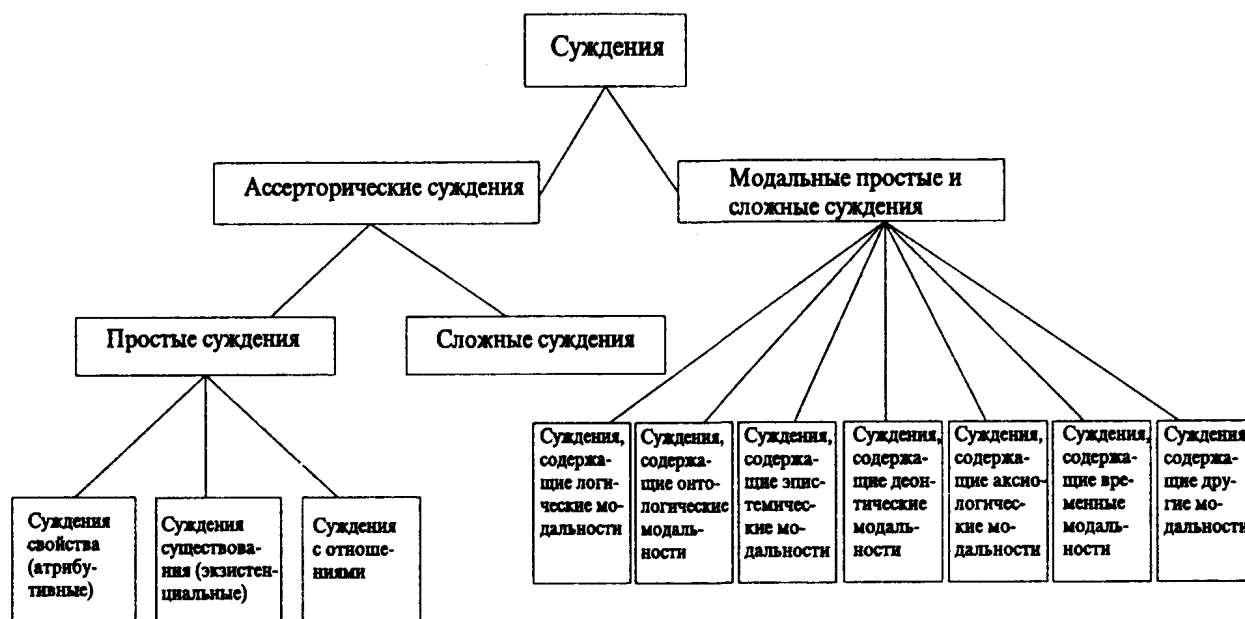 Суждения
Ассерторические суждения
Модальные простые и
сложные суждения
Простые суждения
Сложные суждения
Суждения
свойства
(атрибу-
тивные)
Суждения
существова-
ния (экзистен-
циальные)
Суждения
с отноше-
ниями
Суждения,
содержа-
щие логи-
ческие мо-
дальности
Суждения,
содержа-
щие онто-
логические
модаль-
ности
Суждения,
содержа-
щие эпис-
темичес-
кие мо-
дальности
Суждения,
содержа-
щие деон-
тические
модаль-
ности
Суждения,
содержа-
щие аксио-
логичес-
кие мо-
дальности
Суждения,
содержа-
щие вре-
менные
модаль-
ности
Суждения,
содержа-
щие дру-
гие мо-
дальности